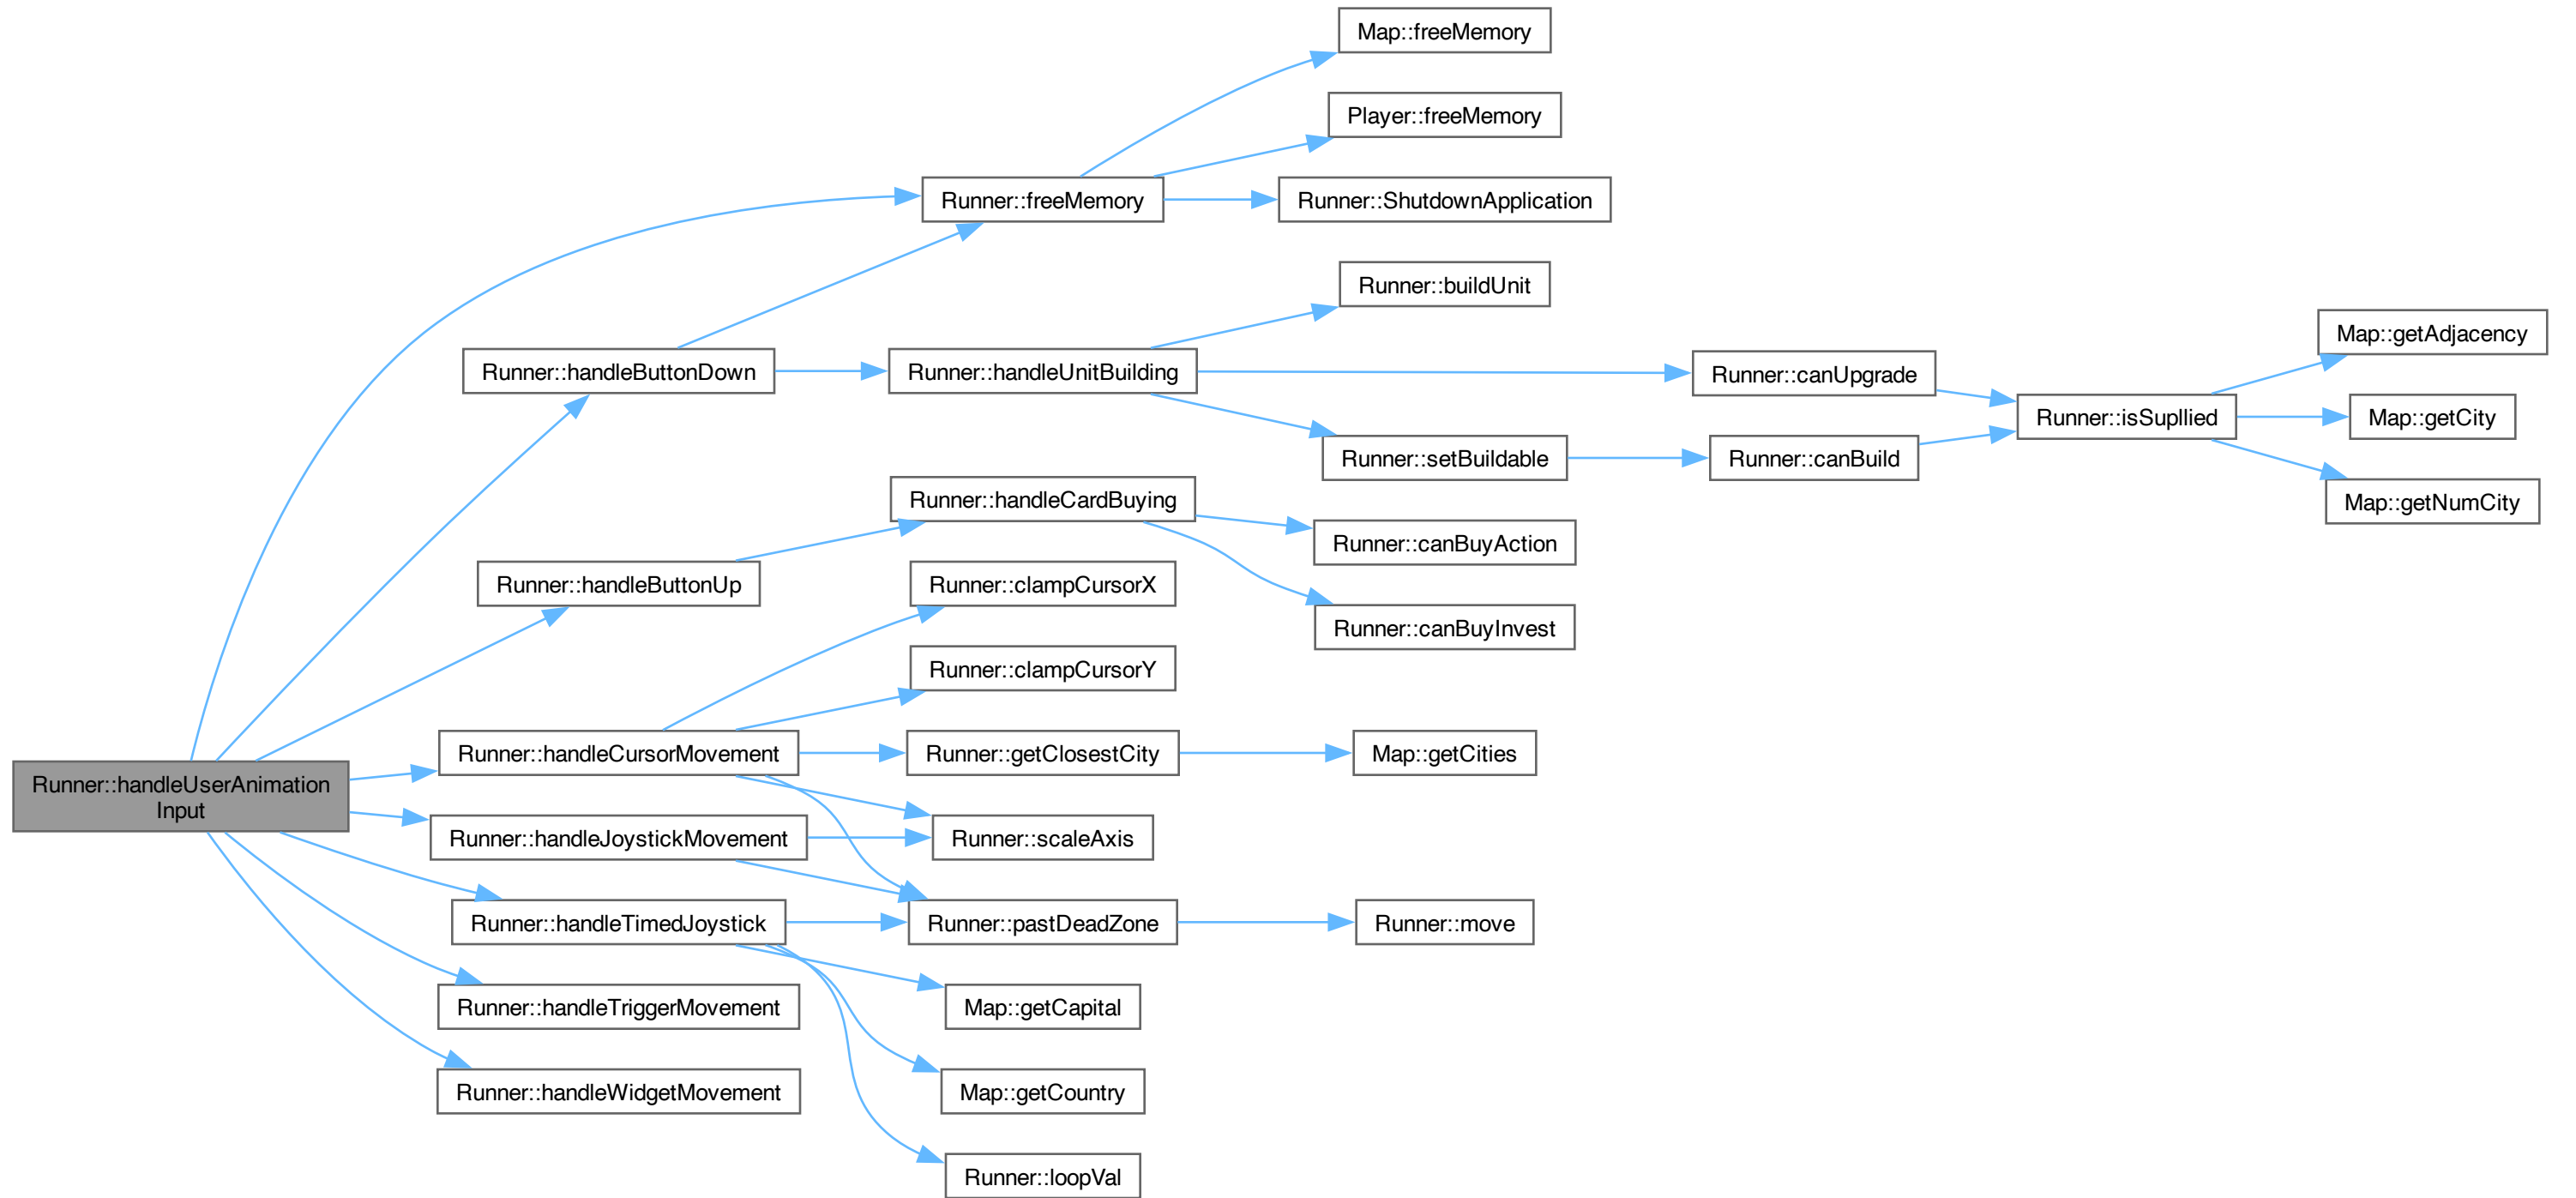 Map::freeMemory
Player::freeMemory
Runner::freeMemory
Runner::ShutdownApplication
Runner::buildUnit
Map::getAdjacency
Runner::handleButtonDown
Runner::handleUnitBuilding
Runner::canUpgrade
Runner::isSupllied
Map::getCity
Runner::setBuildable
Runner::canBuild
Map::getNumCity
Runner::handleCardBuying
Runner::canBuyAction
Runner::handleButtonUp
Runner::clampCursorX
Runner::canBuyInvest
Runner::clampCursorY
Runner::handleCursorMovement
Runner::getClosestCity
Map::getCities
Runner::handleUserAnimation
Input
Runner::handleJoystickMovement
Runner::scaleAxis
Runner::handleTimedJoystick
Runner::pastDeadZone
Runner::move
Runner::handleTriggerMovement
Map::getCapital
Runner::handleWidgetMovement
Map::getCountry
Runner::loopVal